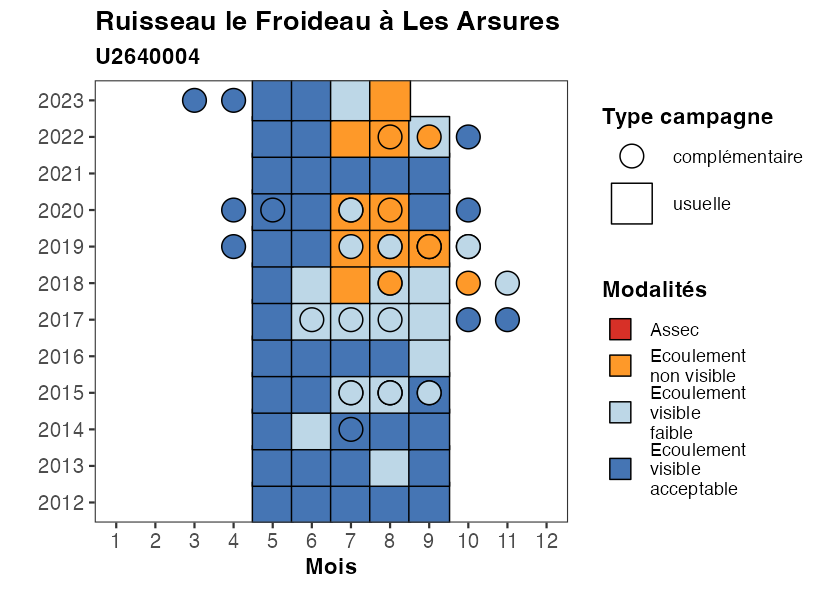 Ruisseau le Froideau à Les Arsures
U2640004
2023
2022
2021
2020
2019
2018
2017
2016
2015
2014
2013
2012
1 2 3 4 5 6 7 8 9 10 11 12
Mois
Type campagne
complémentaire
usuelle
Modalités
Assec
Ecoulement
non visible
Ecoulement
visible
faible
Ecoulement
visible
acceptable